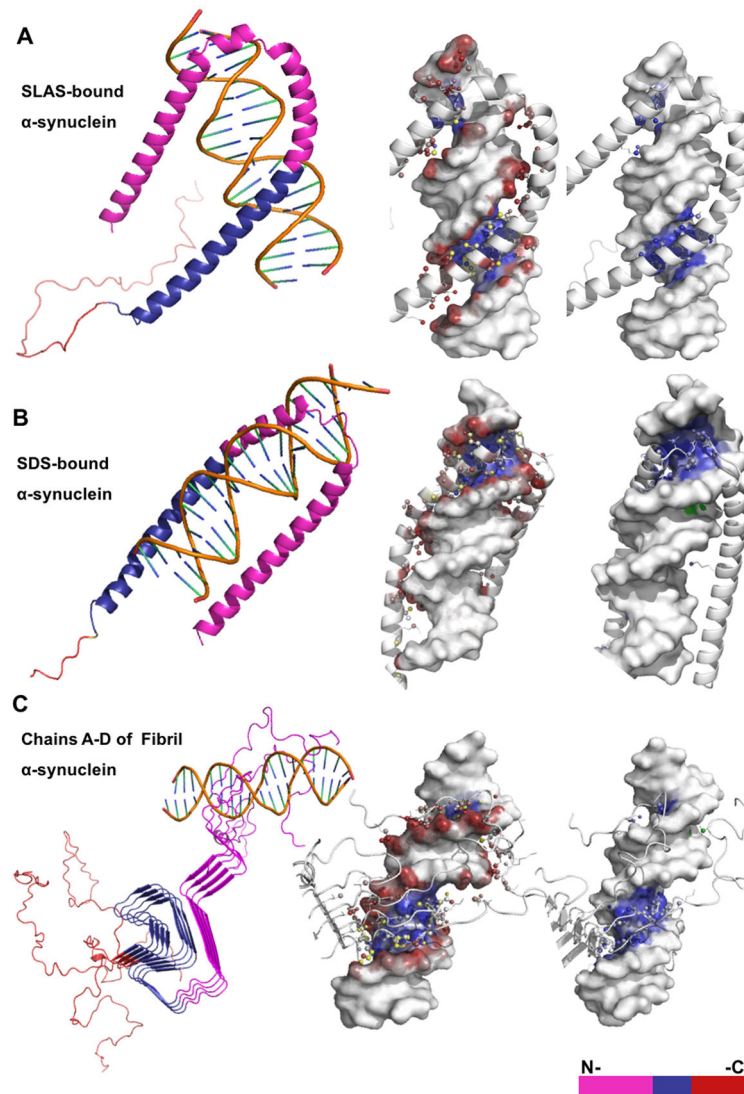 A
SLAS-bound
α-synuclein
B
SDS-bound
α-synuclein
C
Chains A-D of Fibril
α-synuclein
N- -C